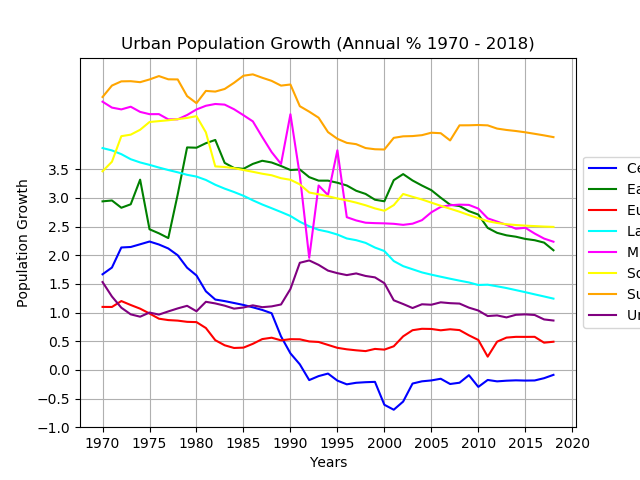 Urban Population Growth (Annual % 1970 - 2018)
Population Growth
3.5
3.0
2.5
2.0
1.5
1.0
0.5
0.0
−0.5
−1.0
1970 1975 1980 1985 1990 1995 2000 2005 2010 2015 2020
Years
Ce
Ea
Eu
La
M
So
Su
Un